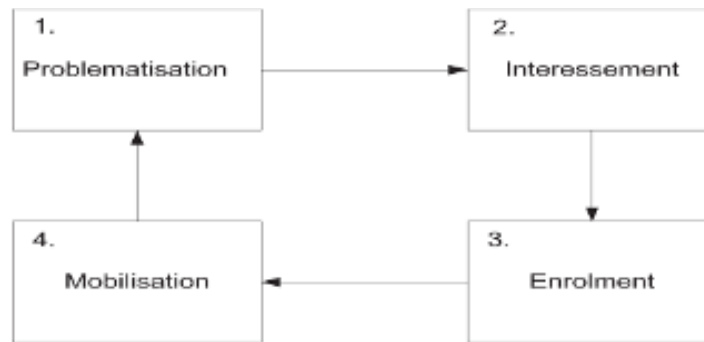 1.
Problematisation
2.
Interessement
4.
Mobilisation
3.
Enrolment